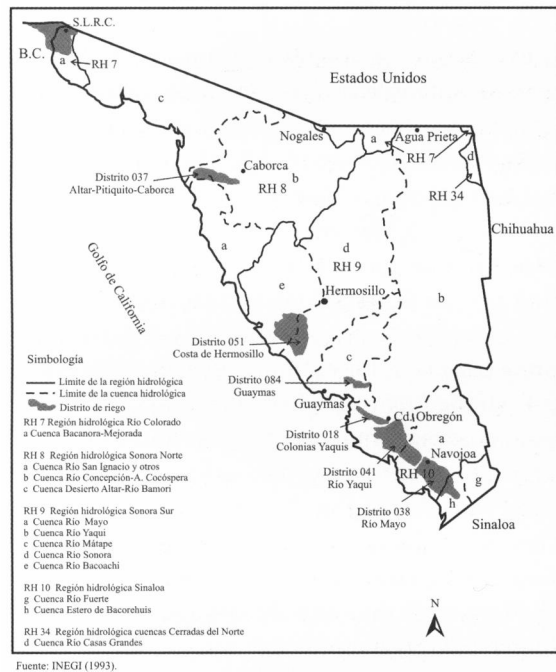 S.L.R.C.
B.C.
a
RH 7
Estados Unidos
c
Nogales
a
Agua Prieta
RH 7
d
Caborca
RH 8
b
Distrito 037
Altar-Pitiquito-Caborca
RH 34
Chihuahua
a
d
RH 9
Golfo de California
e
Hermosillo
b
Distrito 051
Costa de Hermosillo
c
Simbología
Límite de la región hidrológica
Límite de la cuenca hidrológica
Distrito de riego
Distrito 084
Guaymas
Guaymas
Cd. Obregón
Distrito 018
Colonias Yaquis
a
Navojoa
Distrito 041
Río Yaqui
RH 10
g
h
Distrito 038
Río Mayo
Sinaloa
RH 7 Región hidrológica Río Colorado
a Cuenca Bacanora-Mejorada
RH 8 Región hidrológica Sonora Norte
a Cuenca Río San Ignacio y otros
b Cuenca Río Concepción-A. Cocóspera
c Cuenca Desierto Altar-Río Bamori
RH 9 Región hidrológica Sonora Sur
a Cuenca Río Mayo
b Cuenca Río Yaqui
c Cuenca Río Mátape
d Cuenca Río Sonora
e Cuenca Río Bacoachi
RH 10 Región hidrológica Sinaloa
g Cuenca Río Fuerte
h Cuenca Estero de Bacorehuis
RH 34 Región hidrológica cuencas Cerradas del Norte
d Cuenca Río Casas Grandes
N
Fuente: INEGI (1993).